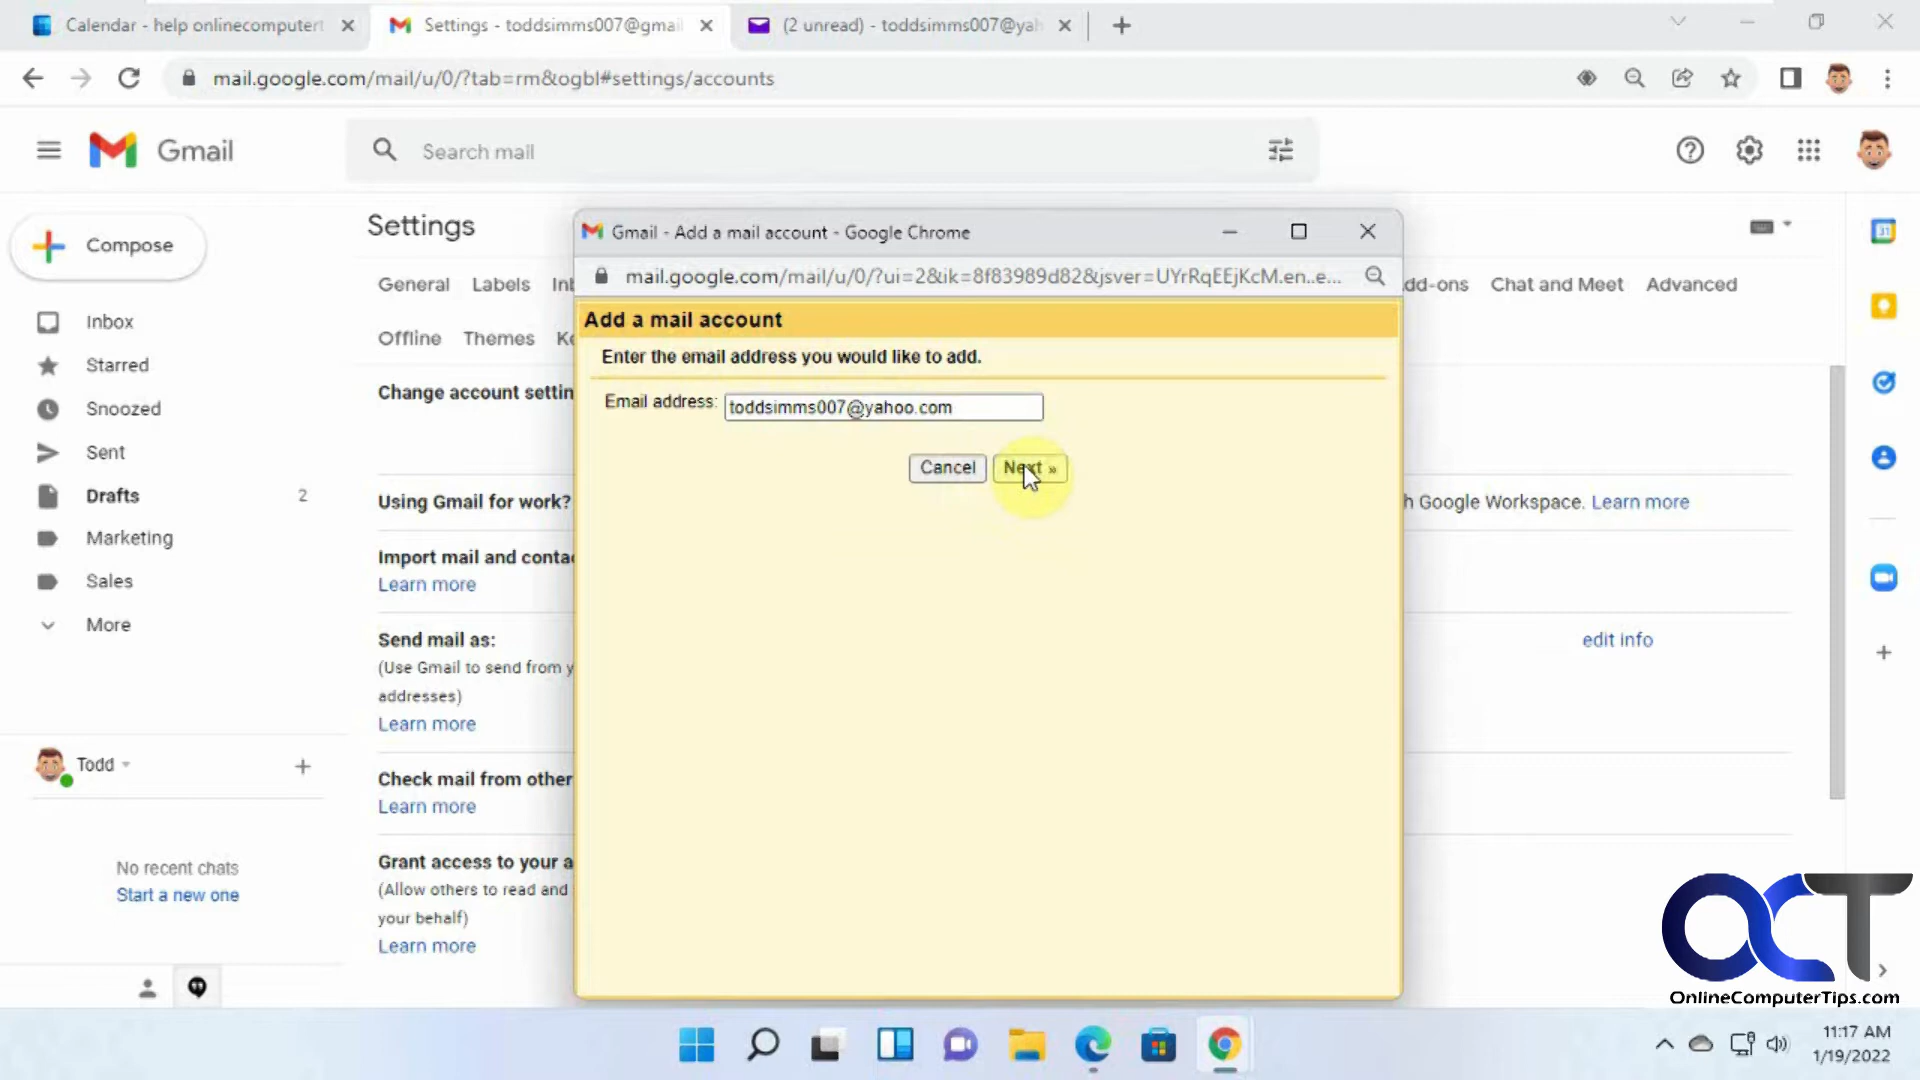 Calendar - help onlinecomputert
Settings - toddsimms007@gmai
(2 unread) - toddsimms007@yah
mail.google.com/mail/u/0/?tab=rm&ogbl#settings/accounts
Gmail
Search mail
Compose
Inbox
Starred
Snoozed
Sent
Drafts 2
Marketing
Sales
More
Todd
No recent chats
Start a new one
Settings
General Labels Inb
dd-ons Chat and Meet Advanced
Offline Themes Ke
Change account settin
Using Gmail for work?
h Google Workspace. Learn more
Import mail and conta
Learn more
Send mail as:
(Use Gmail to send from y
addresses)
Learn more
edit info
Check mail from other
Learn more
Grant access to your a
(Allow others to read and
your behalf)
Learn more
Gmail - Add a mail account - Google Chrome
mail.google.com/mail/u/0/?ui=2&ik=8f83989d82&jsver=UYrRqEEjKcM.en..e...
Add a mail account
Enter the email address you would like to add.
Email address: toddsimms007@yahoo.com
Cancel Next »
31
OCT
OnlineComputerTips.com
11:17 AM
1/19/2022